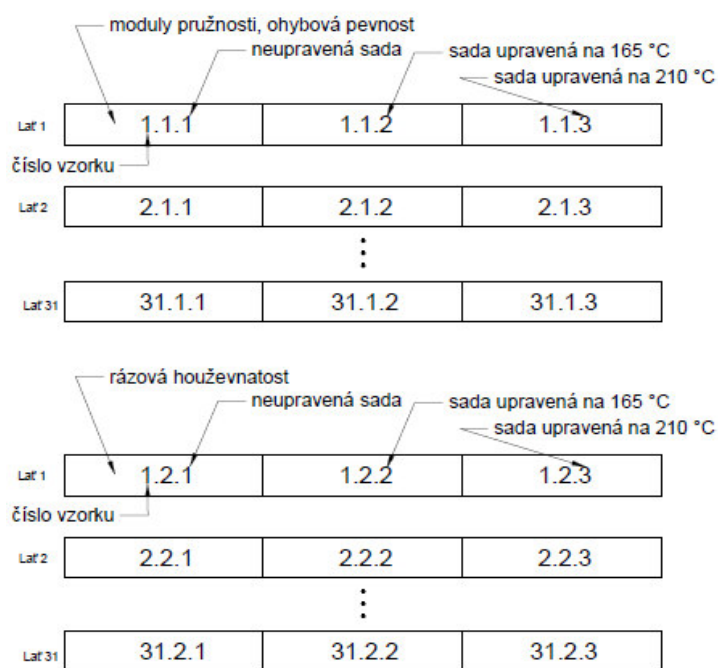 moduly pružnosti, ohybová pevnost
neupravená sada
sada upravená na 165 °C
sada upravená na 210 °C
Lať 1 1.1.1 1.1.2 1.1.3
číslo vzorku
Lať 2 2.1.1 2.1.2 2.1.3
Lať 31 31.1.1 31.1.2 31.1.3
rázová houževnatost
neupravená sada
sada upravená na 165 °C
sada upravená na 210 °C
Lať 1 1.2.1 1.2.2 1.2.3
číslo vzorku
Lať 2 2.2.1 2.2.2 2.2.3
Lať 31 31.2.1 31.2.2 31.2.3